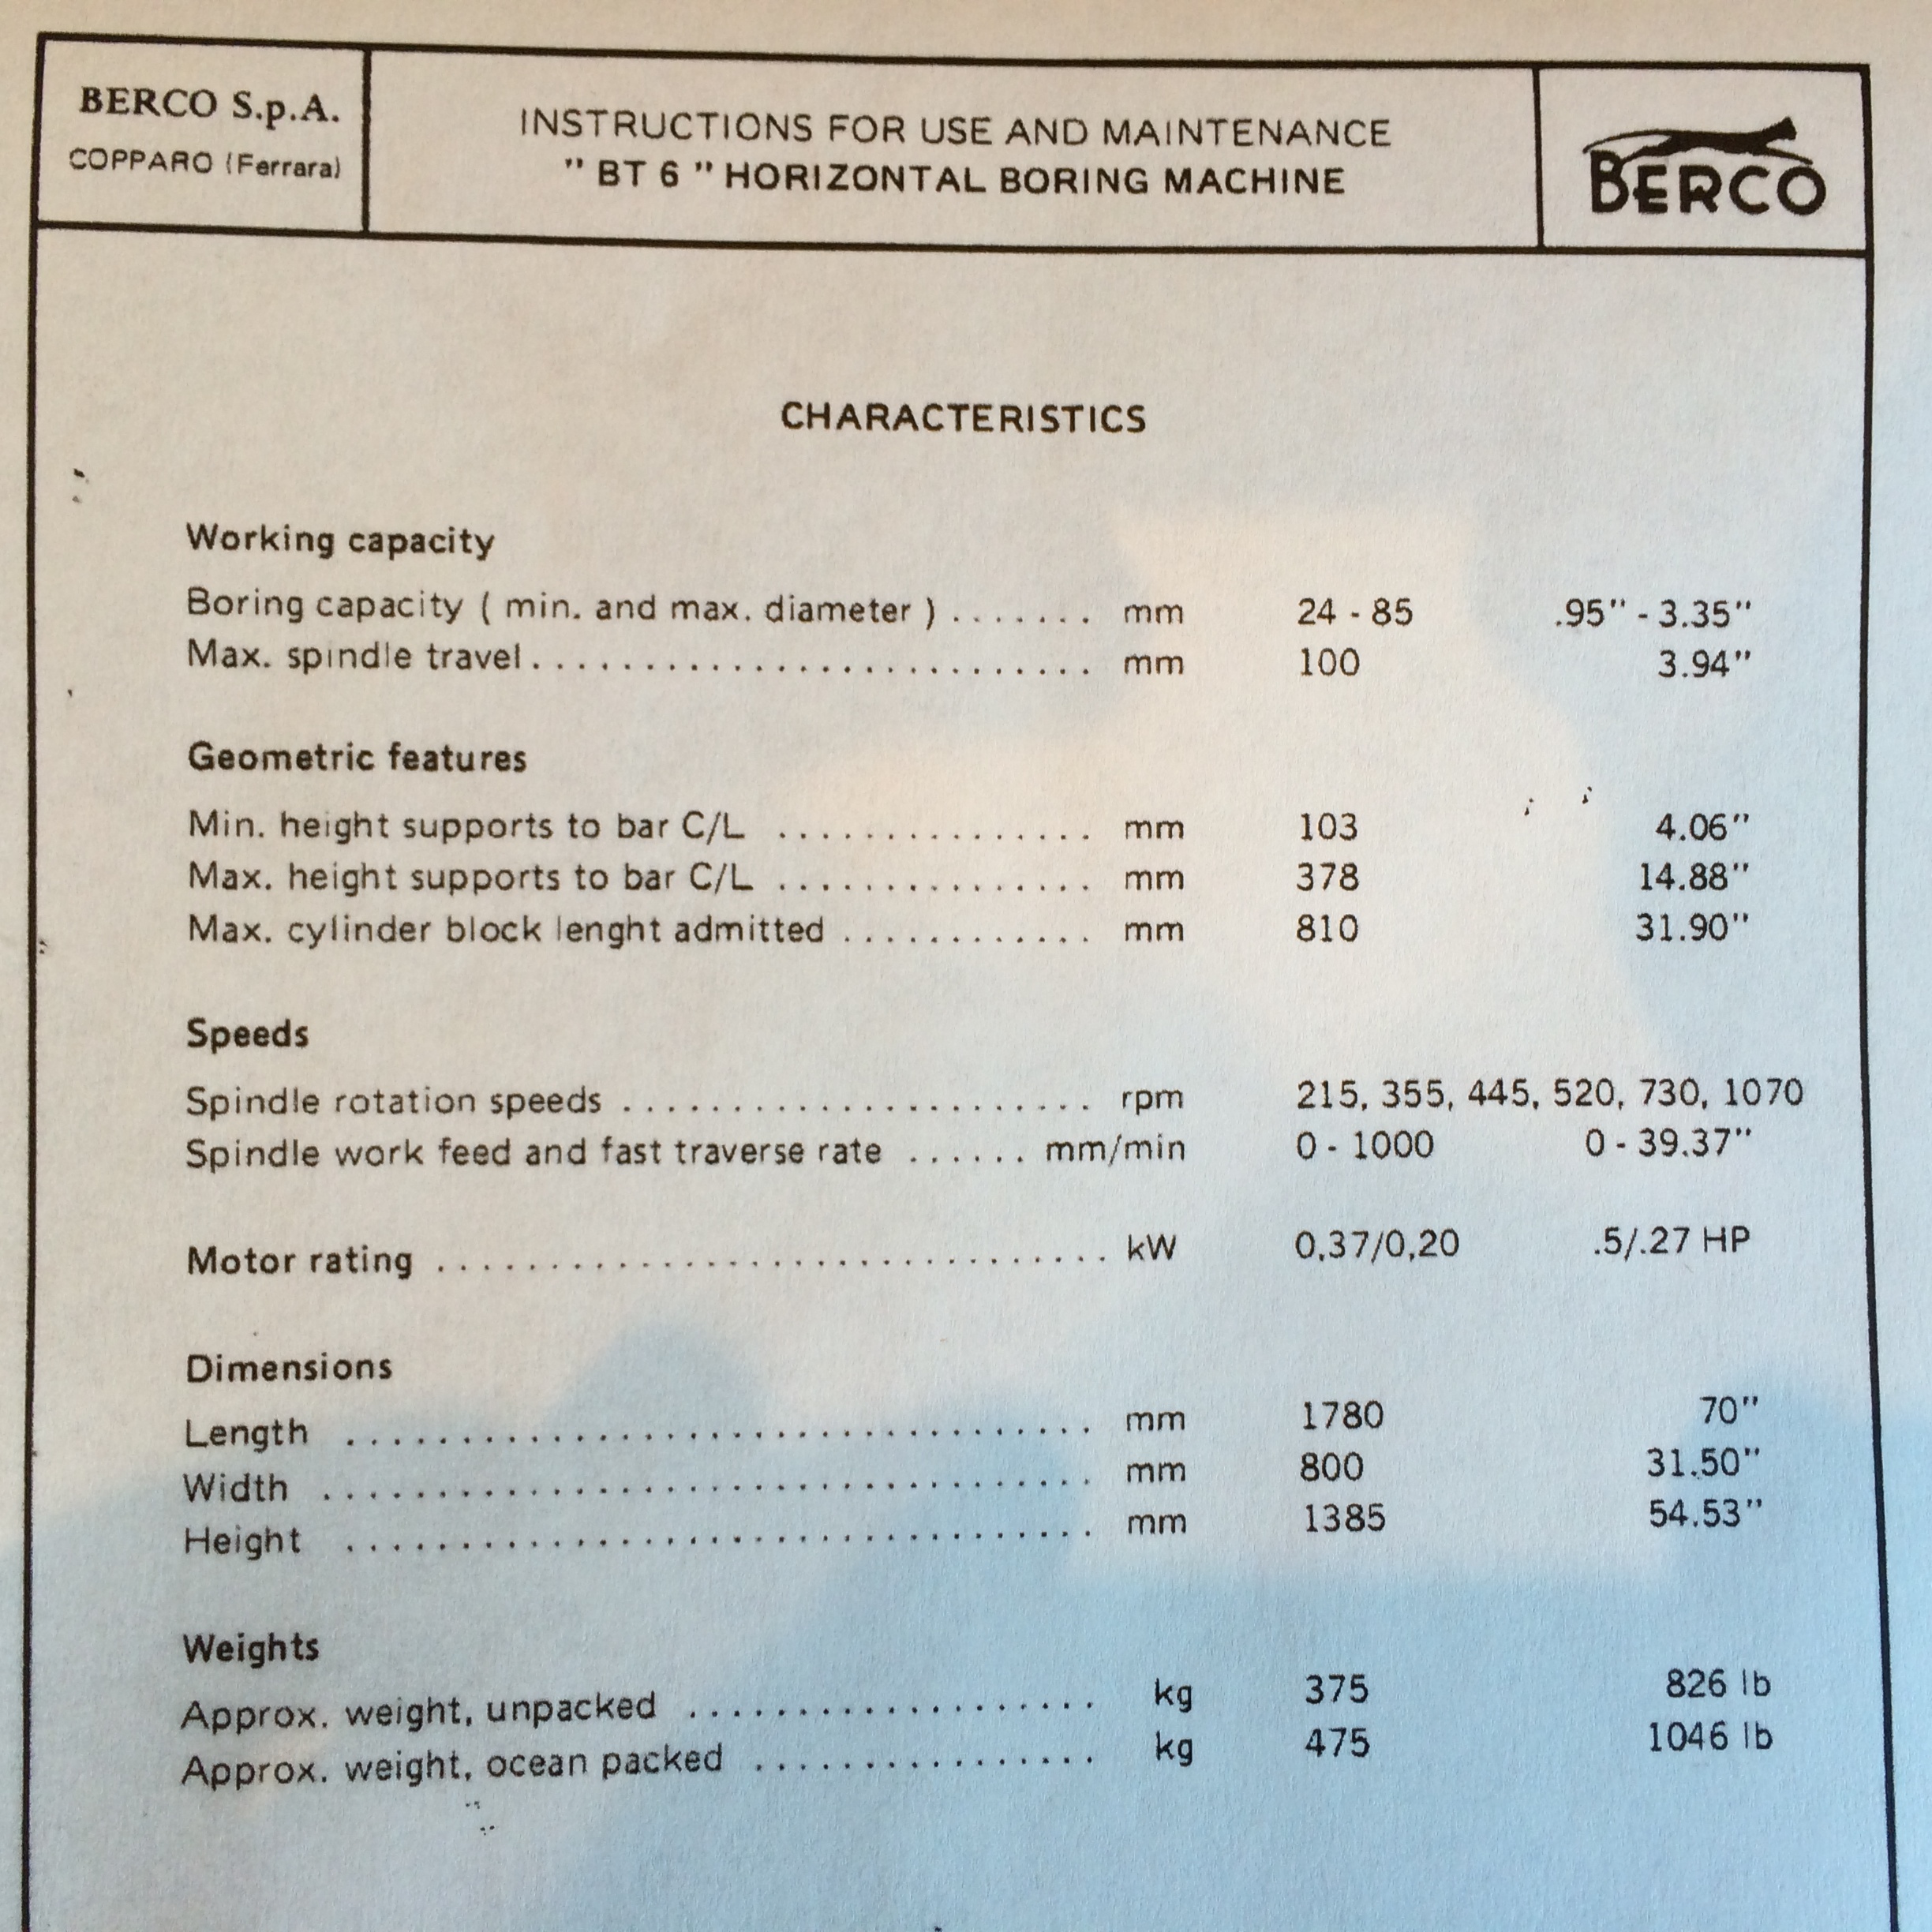 BERCO S.p.A.
COPPARO (Ferrara)
INSTRUCTIONS FOR USE AND MAINTENANCE
" BT 6 " HORIZONTAL BORING MACHINE
BERCO
CHARACTERISTICS
Working capacity
Boring capacity ( min. and max. diameter ) ....... mm 24 - 85 .95" - 3.35"
Max. spindle travel........................... mm 100 3.94"
Geometric features
Min. height supports to bar C/L ............... mm 103 4.06"
Max. height supports to bar C/L ............... mm 378 14.88"
Max. cylinder block lenght admitted ............ mm 810 31.90"
Speeds
Spindle rotation speeds ....................... rpm 215, 355, 445, 520, 730, 1070
Spindle work feed and fast traverse rate ...... mm/min 0 - 1000 0 - 39.37"
Motor rating ................................. kW 0,37/0,20 .5/.27 HP
Dimensions
Length .................................... mm 1780 70"
Width ..................................... mm 800 31.50"
Height .................................... mm 1385 54.53"
Weights
Approx. weight, unpacked .................... kg 375 826 lb
Approx. weight, ocean packed ................ kg 475 1046 lb